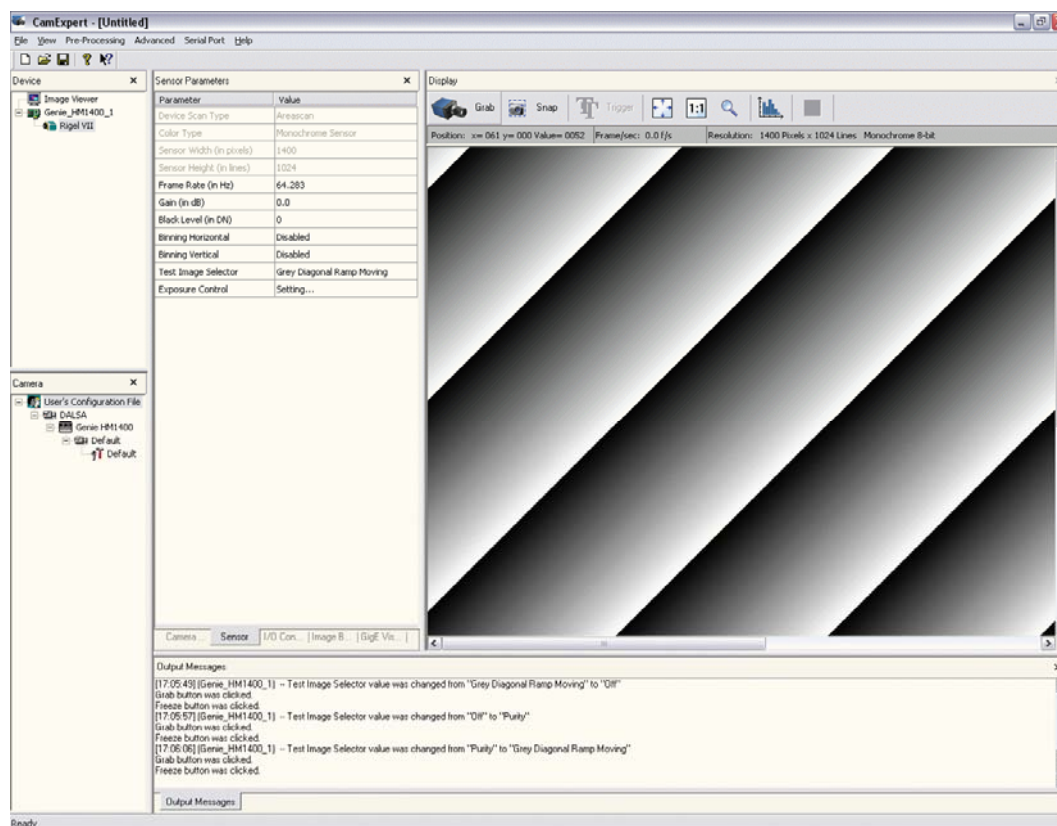 CamExpert - [Untitled]
File View Pre-Processing Advanced Serial Port Help
Device
Image Viewer
Genie_HM1400_1
Rigel VII
Sensor Parameters
Parameter Value
Device Scan Type Areascan
Color Type Monochrome Sensor
Sensor Width (in pixels) 1400
Sensor Height (in lines) 1024
Frame Rate (in Hz) 64.283
Gain (in dB) 0.0
Black Level (in DN) 0
Binning Horizontal Disabled
Binning Vertical Disabled
Test Image Selector Grey Diagonal Ramp Moving
Exposure Control Setting...
Camera... Sensor I/O Con... Image B... GigE Vis...
Display
Grab Snap Trigger 1:1
Position: x= 061 y= 000 Value= 0052 Frame/sec: 0.0 f/s Resolution: 1400 Pixels x 1024 Lines Monochrome 8-bit
Camera
User's Configuration File
DALSA
Genie HM1400
Default
Default
Output Messages
[17:05:49] [Genie_HM1400_1] -- Test Image Selector value was changed from "Grey Diagonal Ramp Moving" to "Off"
Grab button was clicked.
Freeze button was clicked.
[17:05:57] [Genie_HM1400_1] -- Test Image Selector value was changed from "Off" to "Purity"
Grab button was clicked.
Freeze button was clicked.
[17:06:06] [Genie_HM1400_1] -- Test Image Selector value was changed from "Purity" to "Grey Diagonal Ramp Moving"
Grab button was clicked.
Freeze button was clicked.
Output Messages
Ready